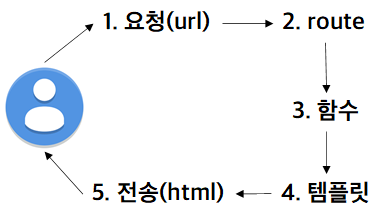 1. 요청(url)
2. route
3. 함수
4. 템플릿
5. 전송(html)